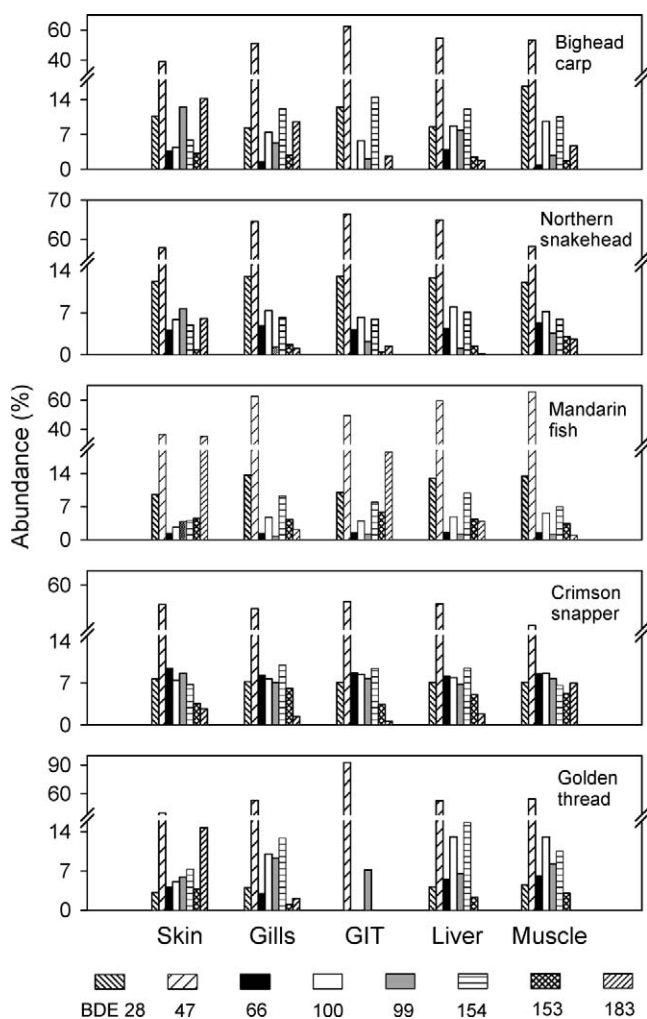 Abundance (%)
60
40
14
7
0
Bighead
carp
70
60
14
7
0
Northern
snakehead
60
40
14
7
0
Mandarin
fish
60
14
7
0
Crimson
snapper
90
60
14
7
0
Golden
thread
Skin Gills GIT Liver Muscle
BDE 28 47 66 100 99 154 153 183